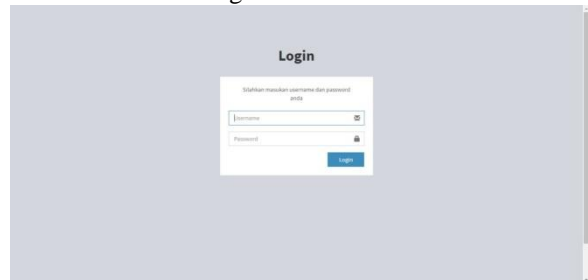 Login
Silahkan masukan username dan password
anda
Username
Password
Login